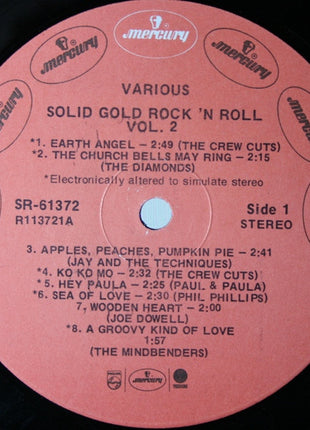 mercury
mercury
mercury
mercury
mercury
VARIOUS
SOLID GOLD ROCK 'N ROLL
VOL. 2
*1. EARTH ANGEL – 2:49 (THE CREW CUTS)
*2. THE CHURCH BELLS MAY RING – 2:15
(THE DIAMONDS)
*Electronically altered to simulate stereo
SR-61372
R113721A
Side 1
STEREO
3. APPLES, PEACHES, PUMPKIN PIE – 2:41
(JAY AND THE TECHNIQUES)
*4. KO KO MO – 2:32 (THE CREW CUTS)
*5. HEY PAULA – 2:25 (PAUL & PAULA)
*6. SEA OF LOVE – 2:30 (PHIL PHILLIPS)
7. WOODEN HEART – 2:00
(JOE DOWELL)
*8. A GROOVY KIND OF LOVE
1:57
(THE MINDBENDERS)
PHILIPS
mercury